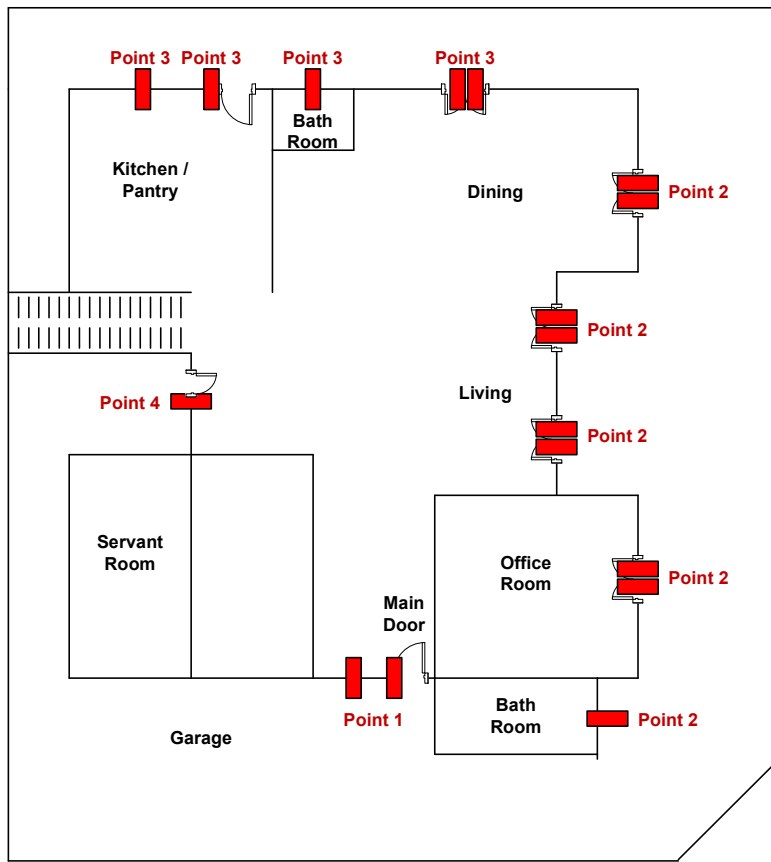 Point 3 Point 3 Point 3 Point 3
Bath
Room
Kitchen /
Pantry
Dining
Point 2
Point 2
Living
Point 4
Point 2
Servant
Room
Office
Room
Point 2
Main
Door
Point 1
Bath
Room
Point 2
Garage